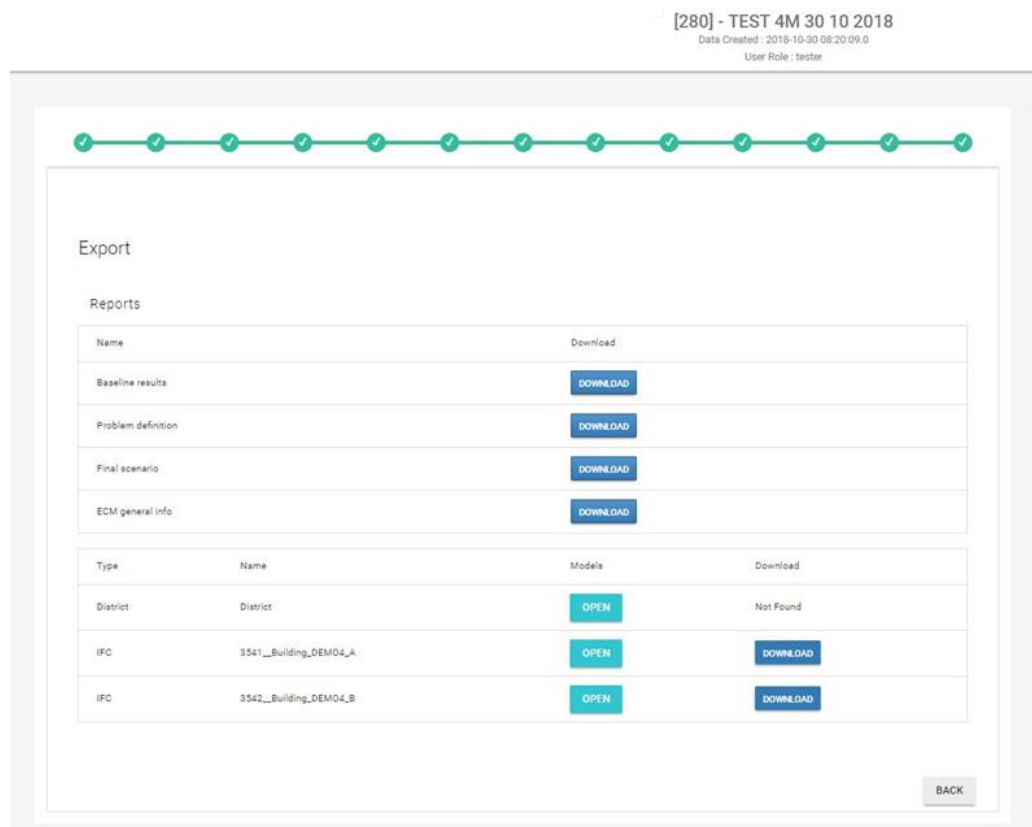 [280] - TEST 4M 30 10 2018
Data Created : 2018-10-30 08:20:09.0
User Role : tester
Export
Reports
Name Download
Baseline results DOWNLOAD
Problem definition DOWNLOAD
Final scenario DOWNLOAD
ECM general info DOWNLOAD
Type Name Models Download
District District OPEN Not Found
IFC 3541__Building_DEMO4_A OPEN DOWNLOAD
IFC 3542__Building_DEMO4_B OPEN DOWNLOAD
BACK